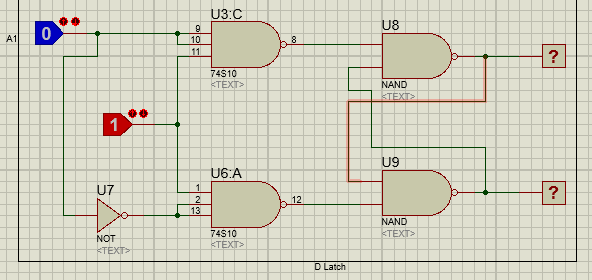 U3:C
U8
A1
0
9
10
11
8
?
74S10
<TEXT>
NAND
<TEXT>
1
U9
U6:A
U7
1
2
13
12
?
NOT
<TEXT>
74S10
<TEXT>
NAND
<TEXT>
D Latch